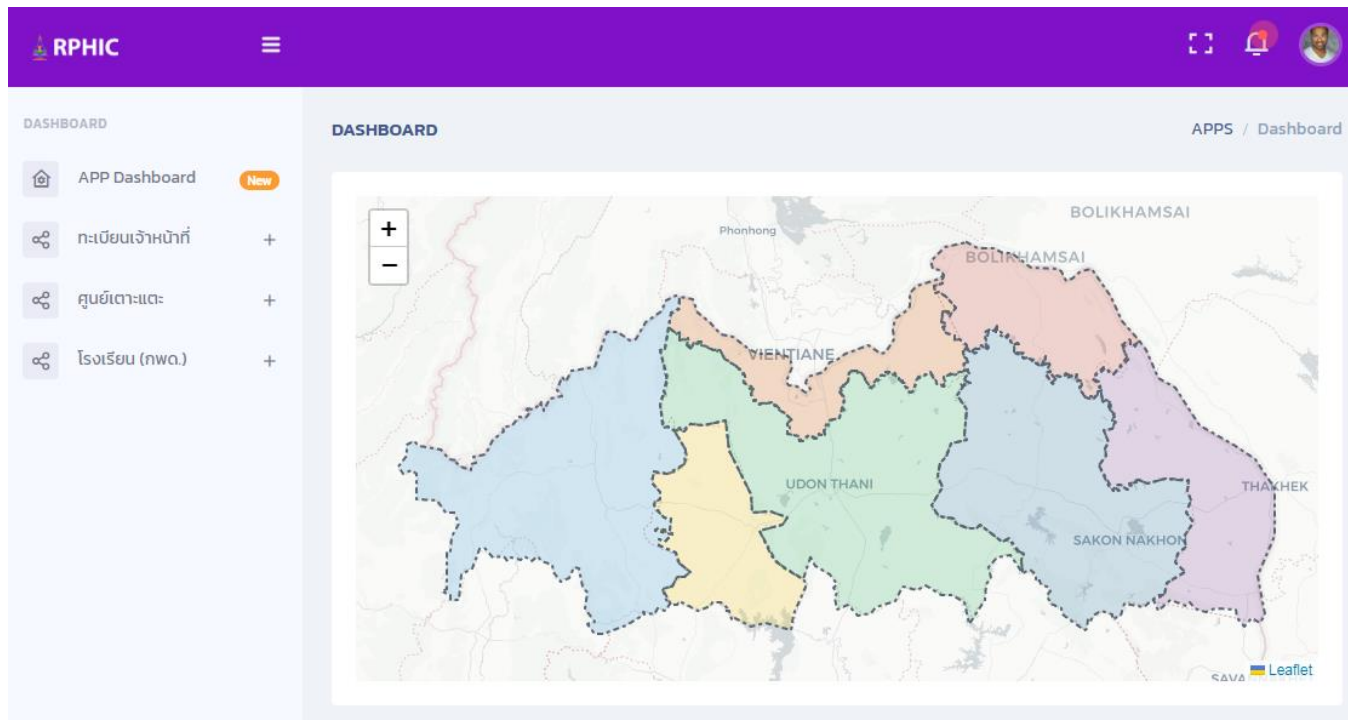 RPHIC
DASHBOARD
APP Dashboard New
ทะเบียนเจ้าหน้าที่ +
ศูนย์เตาะแตะ +
โรงเรียน (กพด.) +
DASHBOARD
APPS / Dashboard
+
−
Phonhong
BOLIKHAMSAI
BOLIKHAMSAI
VIENTIANE
UDON THANI
THAKHEK
SAKON NAKHON
Leaflet